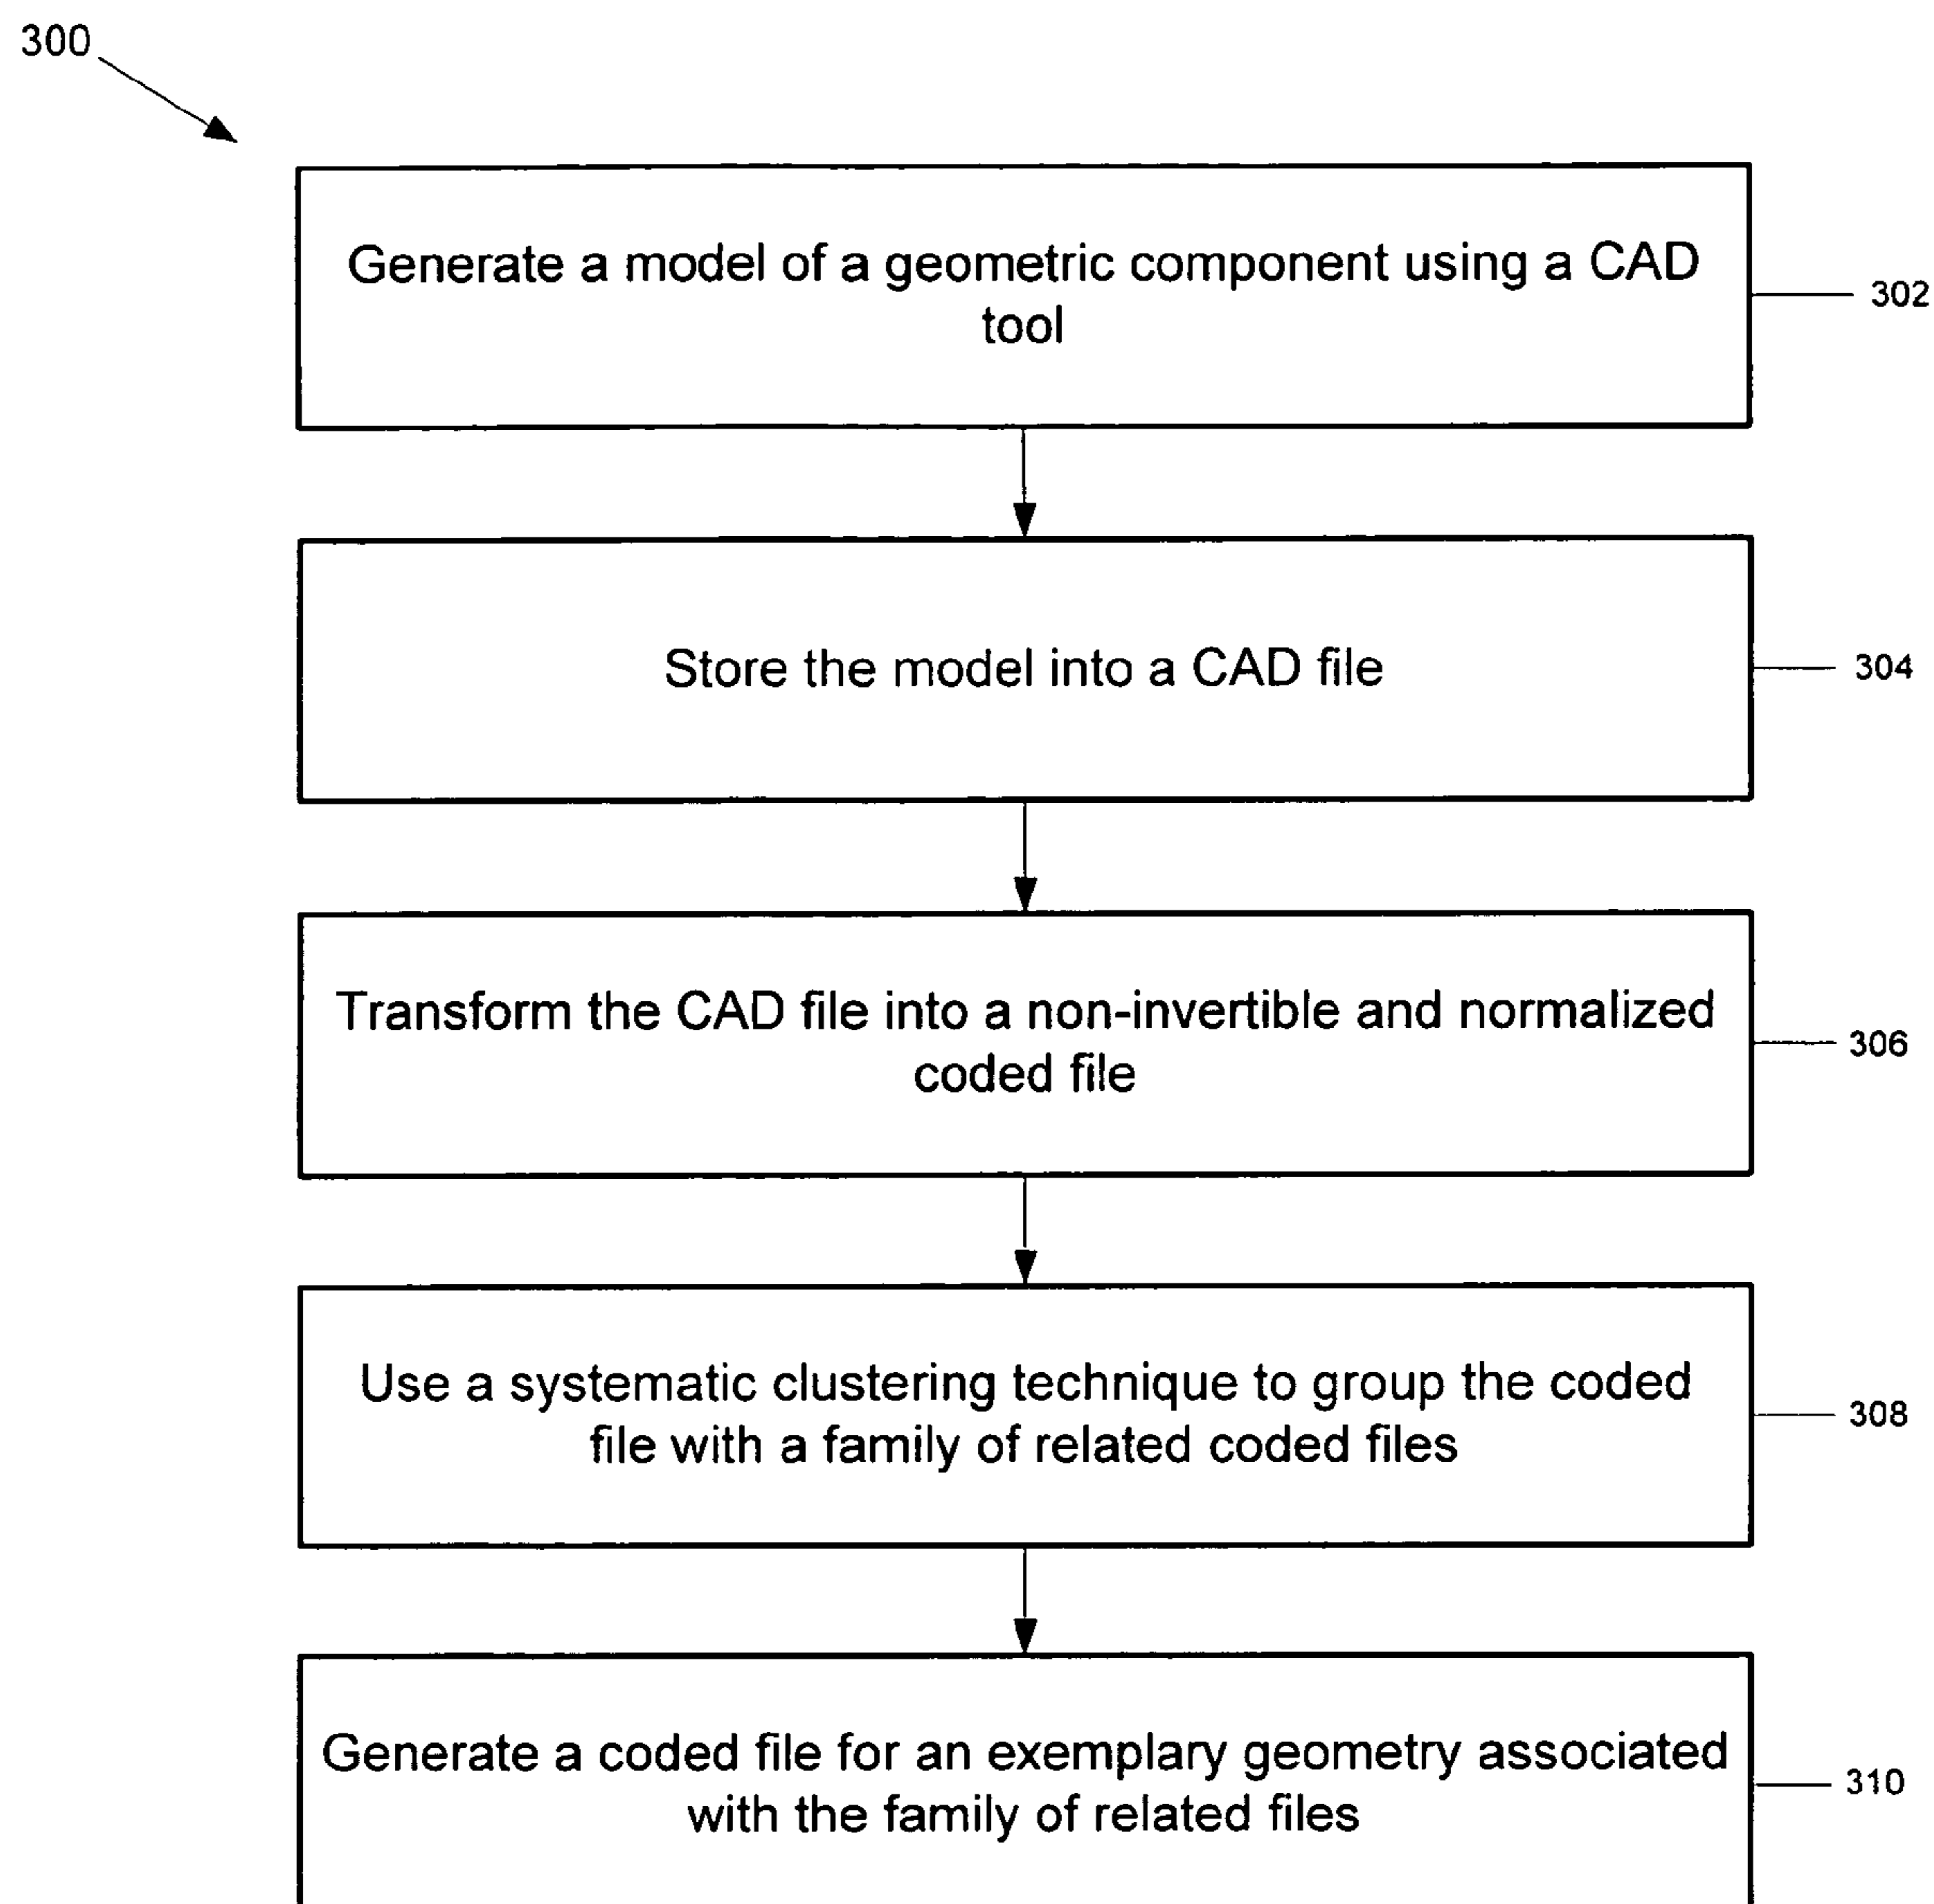 300
Generate a model of a geometric component using a CAD
tool
302
Store the model into a CAD file
304
Transform the CAD file into a non-invertible and normalized
coded file
306
Use a systematic clustering technique to group the coded
file with a family of related coded files
308
Generate a coded file for an exemplary geometry associated
with the family of related files
310